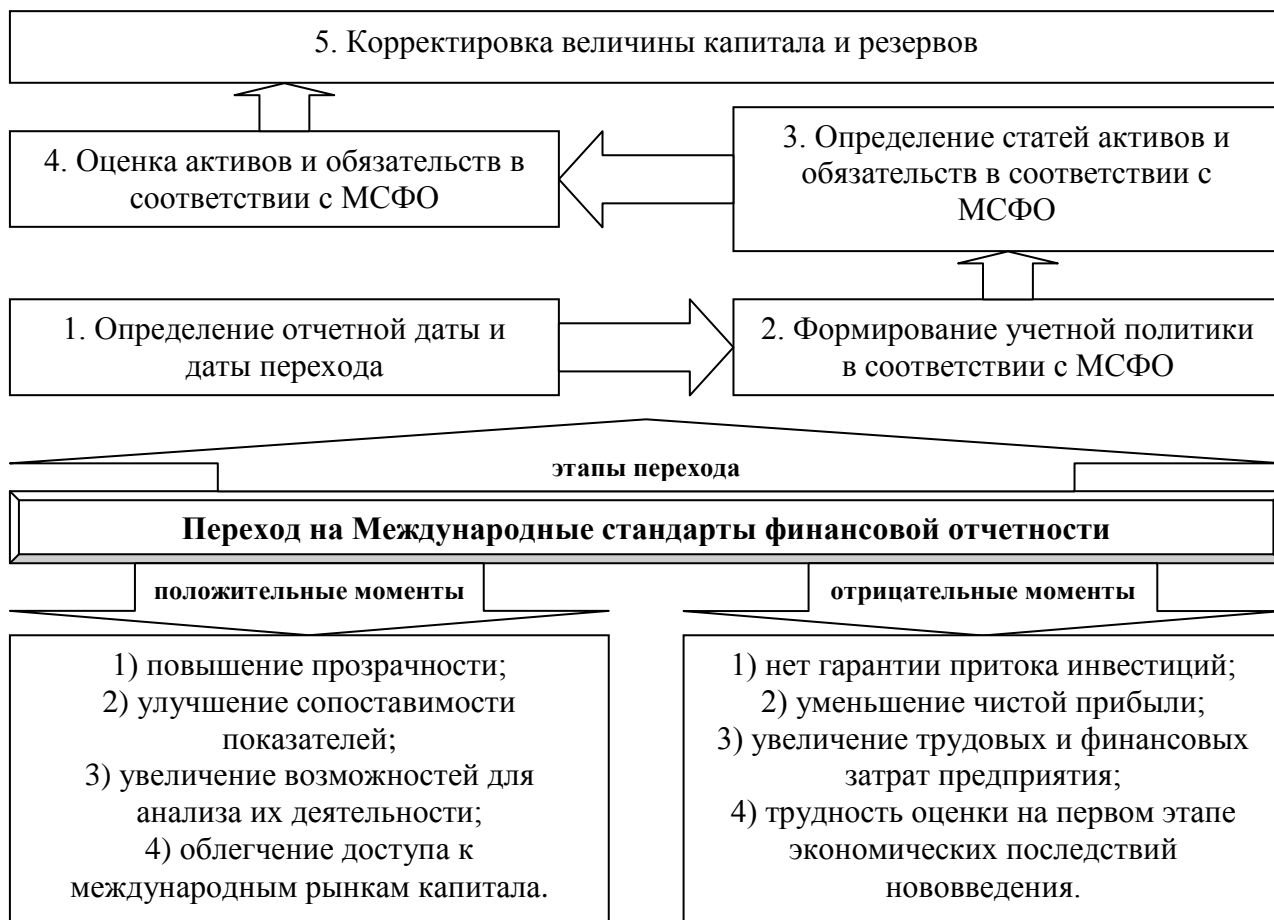 5. Корректировка величины капитала и резервов
4. Оценка активов и обязательств в
соответствии с МСФО
3. Определение статей активов и
обязательств в соответствии с
МСФО
1. Определение отчетной даты и
даты перехода
2. Формирование учетной политики
в соответствии с МСФО
этапы перехода
Переход на Международные стандарты финансовой отчетности
положительные моменты
отрицательные моменты
1) повышение прозрачности;
2) улучшение сопоставимости
показателей;
3) увеличение возможностей для
анализа их деятельности;
4) облегчение доступа к
международным рынкам капитала.
1) нет гарантии притока инвестиций;
2) уменьшение чистой прибыли;
3) увеличение трудовых и финансовых
затрат предприятия;
4) трудность оценки на первом этапе
экономических последствий
нововведения.